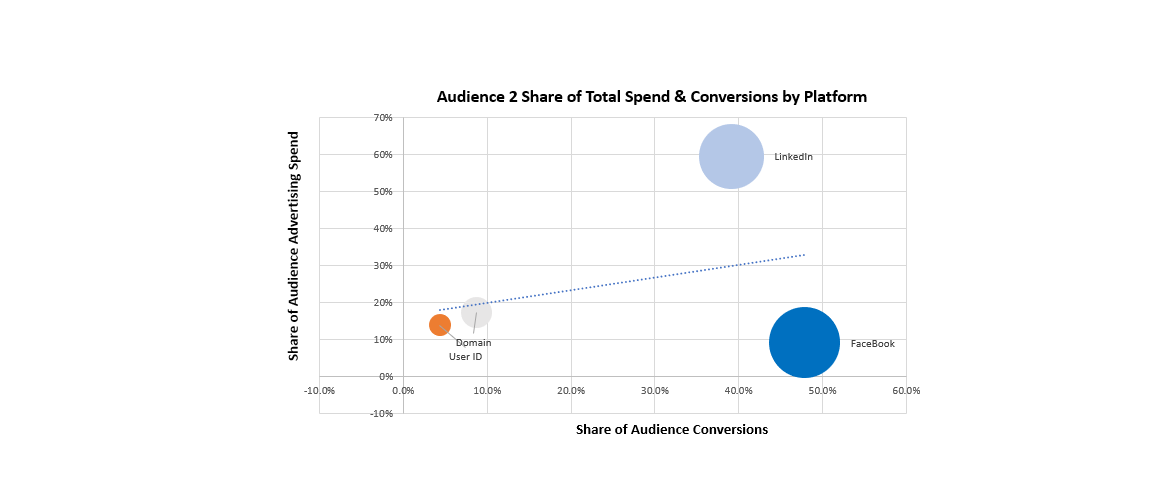 Audience 2 Share of Total Spend & Conversions by Platform
Share of Audience Advertising Spend
70%
60%
LinkedIn
50%
40%
30%
20%
10%
Domain
FaceBook
User ID
0%
-10.0%
0.0%
10.0%
20.0%
30.0%
40.0%
50.0%
60.0%
-10%
Share of Audience Conversions